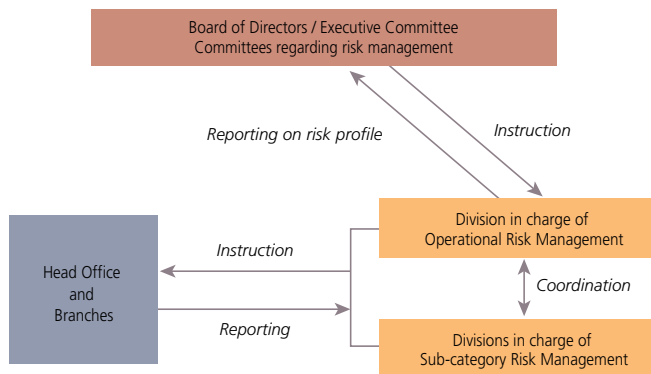 Board of Directors / Executive Committee
Committees regarding risk management
Reporting on risk profile
Instruction
Division in charge of
Operational Risk Management
Head Office
and
Branches
Instruction
Reporting
Coordination
Divisions in charge of
Sub-category Risk Management